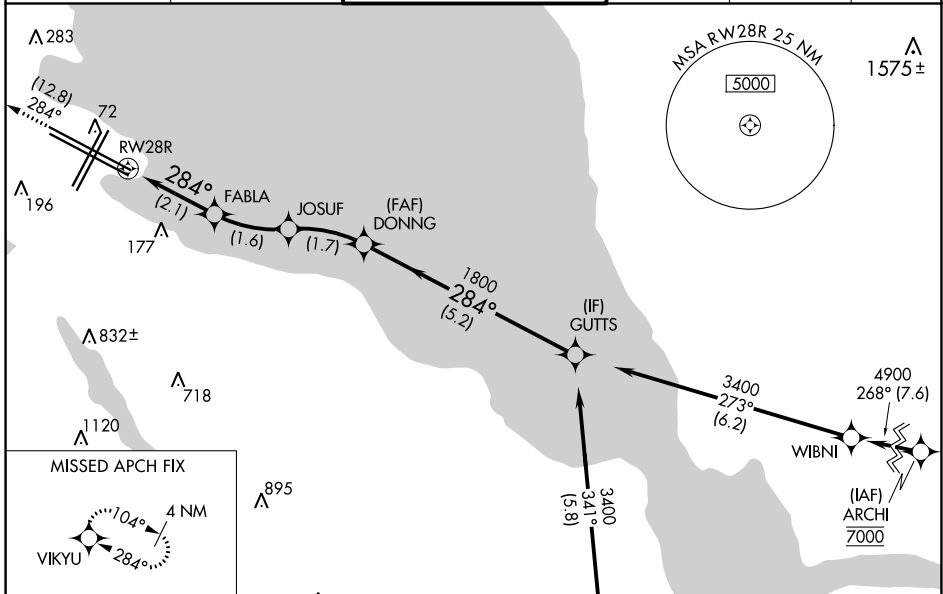 283
MSA RW28R 25 NM
5000
1575±
(12.8)
284°
72
RW28R
196
284°
(2.1)
FABLA
(1.6)
JOSUF
(1.7)
(FAF)
DONNG
177
1800
284°
(5.2)
(IF)
GUTTS
832±
718
1120
3400
273°
(6.2)
4900
268° (7.6)
WIBNI
(IAF)
ARCHI
7000
3400
341°
(5.8)
895
MISSED APCH FIX
104°
4 NM
284°
VIKYU